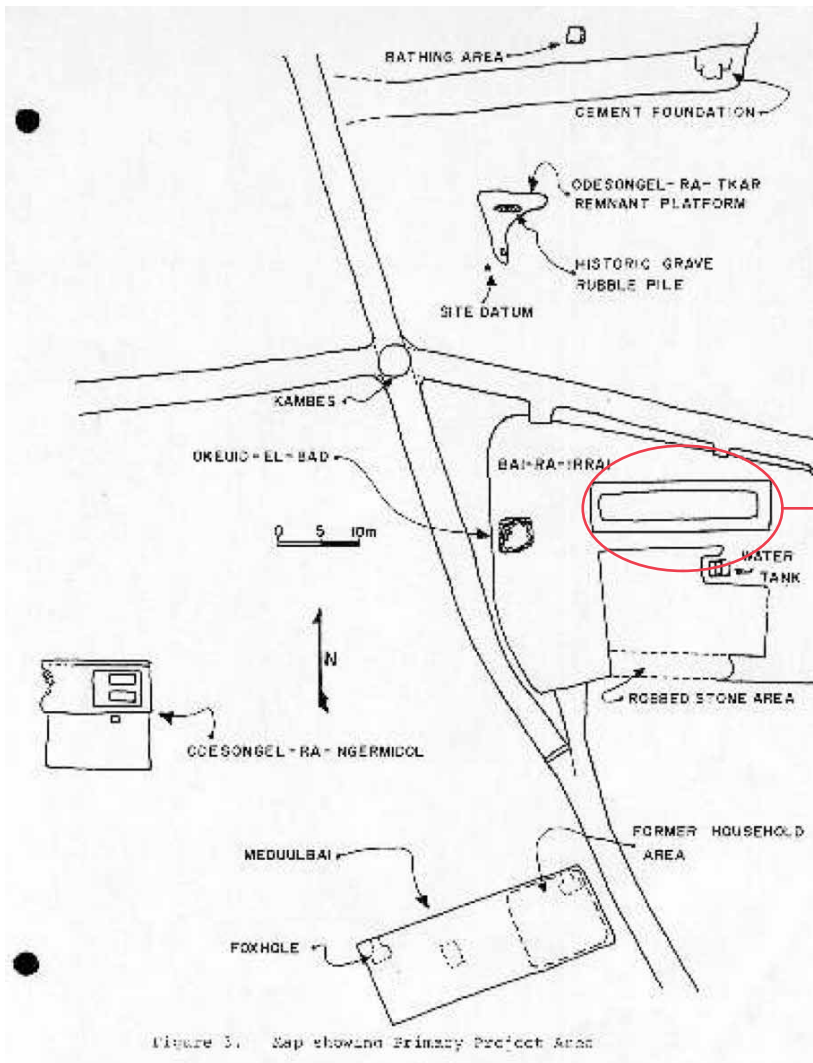 BATHING AREA
CEMENT FOUNDATION
ODESONGEL-RA-TKAR
REMNANT PLATFORM
HISTORIC GRAVE
RUBBLE PILE
SITE DATUM
KAMBES
OKEUID-EL-BAD
BAI-RA-IRRAI
0 5 10m
WATER
TANK
N
ROBBED STONE AREA
ODESONGEL-RA-NGERMIDOL
FORMER HOUSEHOLD
AREA
MEDUULBAI
FOXHOLE
Figure 3. Map showing Primary Project Area